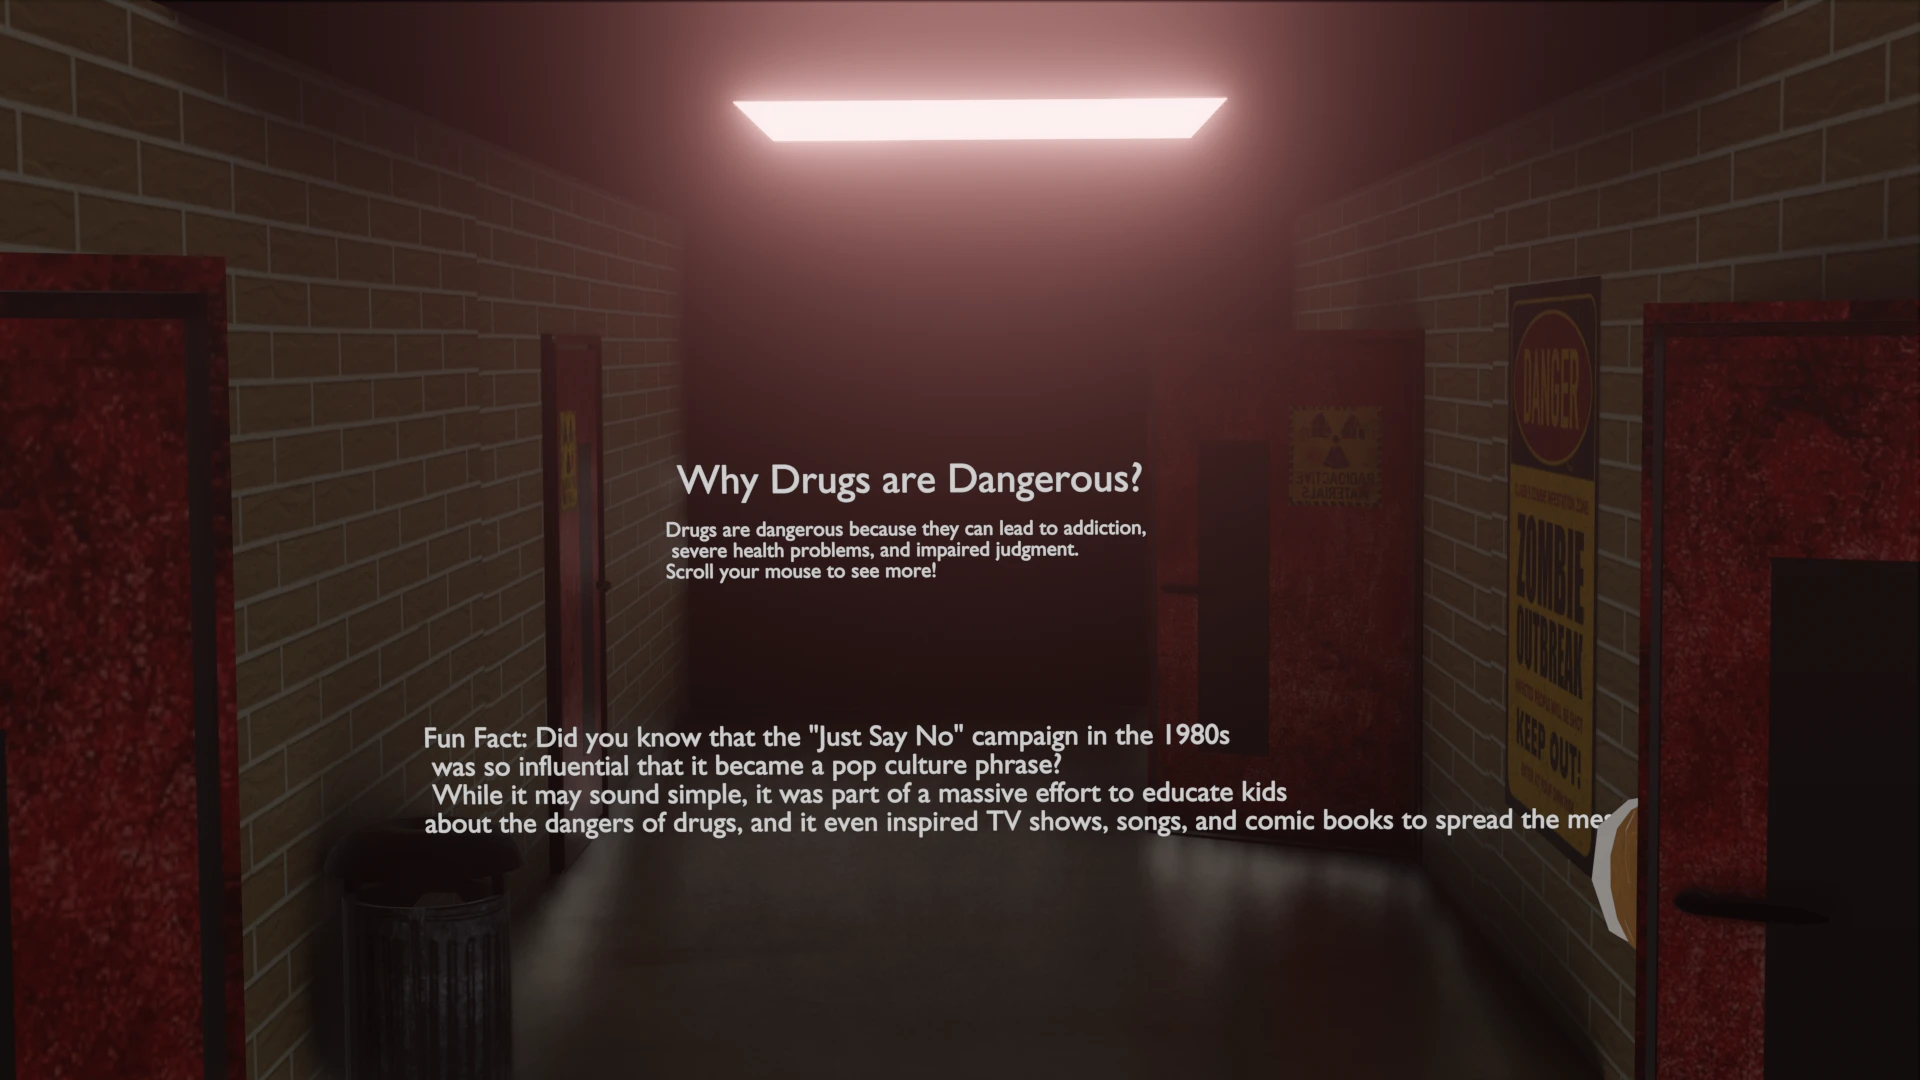 DANGER
RADIOACTIVE
MATERIALS
ZOMBIE
OUTBREAK
KEEP OUT!
Why Drugs are Dangerous?
Drugs are dangerous because they can lead to addiction,
severe health problems, and impaired judgment.
Scroll your mouse to see more!
Fun Fact: Did you know that the "Just Say No" campaign in the 1980s
was so influential that it became a pop culture phrase?
While it may sound simple, it was part of a massive effort to educate kids
about the dangers of drugs, and it even inspired TV shows, songs, and comic books to spread the